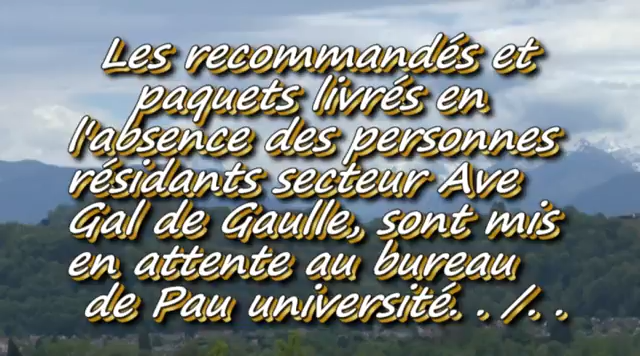 Les recommandés et
paquets livrés en
l'absence des personnes
résidants secteur Ave
Gal de Gaulle, sont mis
en attente au bureau
de Pau université. . /. .